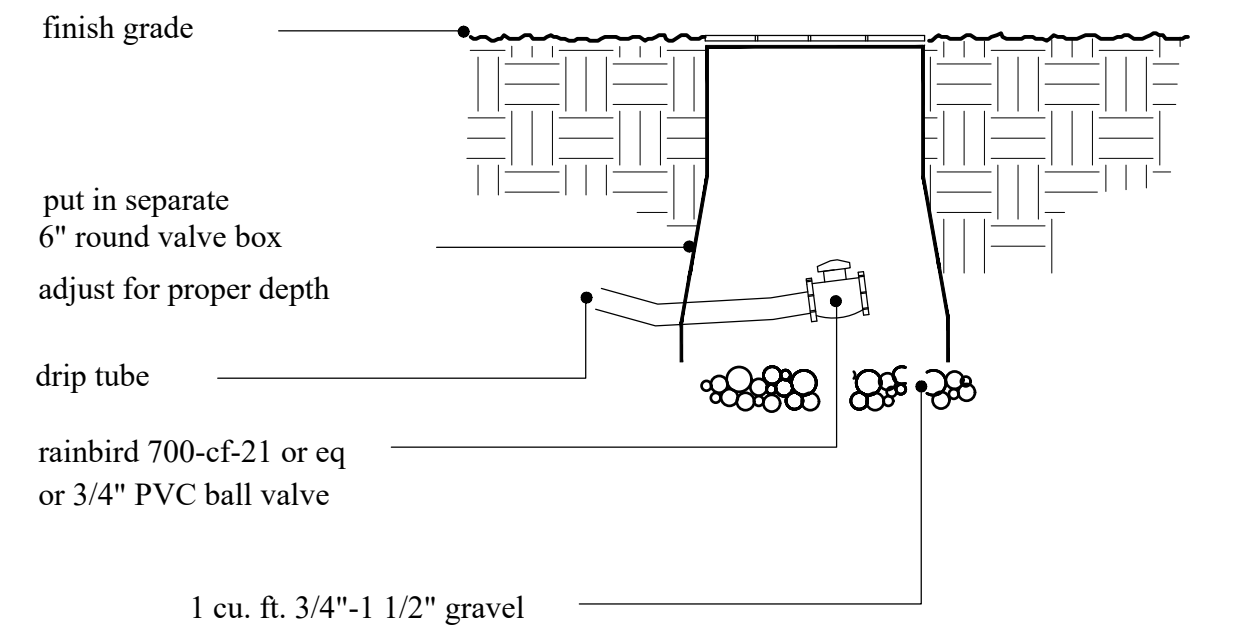 finish grade
put in separate
6" round valve box
adjust for proper depth
drip tube
rainbird 700-cf-21 or eq
or 3/4" PVC ball valve
1 cu. ft. 3/4"-1 1/2" gravel